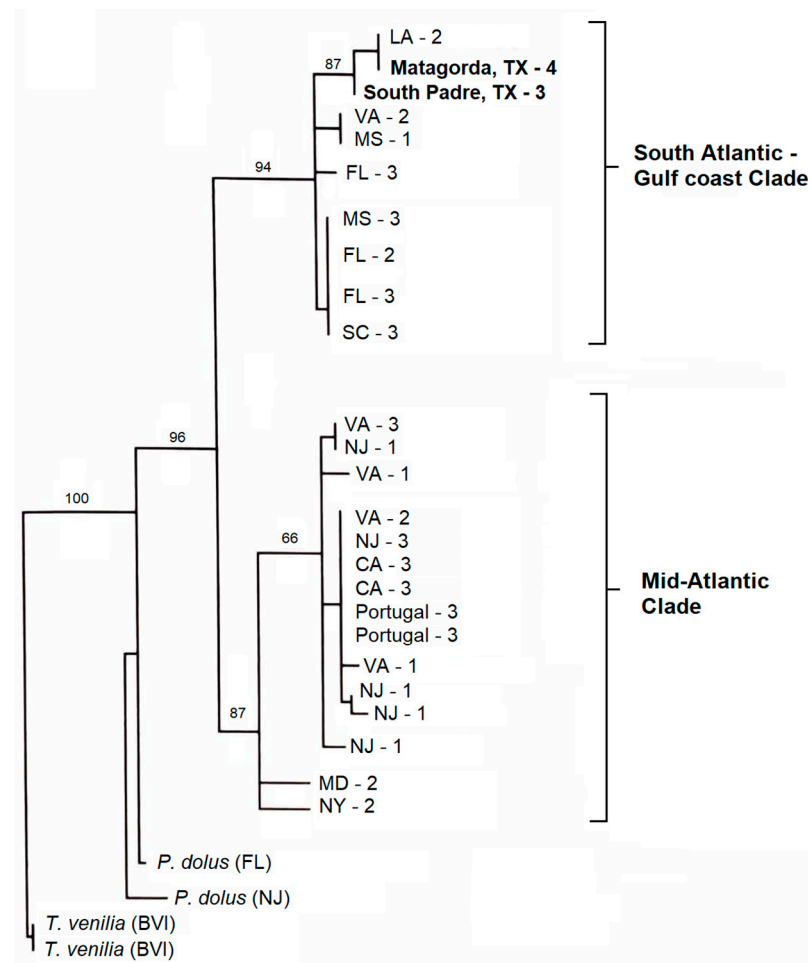 LA - 2
87
Matagorda, TX - 4
South Padre, TX - 3
VA - 2
MS - 1
South Atlantic -
Gulf coast Clade
94
FL - 3
MS - 3
FL - 2
FL - 3
SC - 3
VA - 3
NJ - 1
96
VA - 1
100
VA - 2
NJ - 3
66
CA - 3
CA - 3
Mid-Atlantic
Clade
Portugal - 3
Portugal - 3
VA - 1
NJ - 1
87
NJ - 1
NJ - 1
MD - 2
NY - 2
P. dolus (FL)
P. dolus (NJ)
T. venilia (BVI)
T. venilia (BVI)